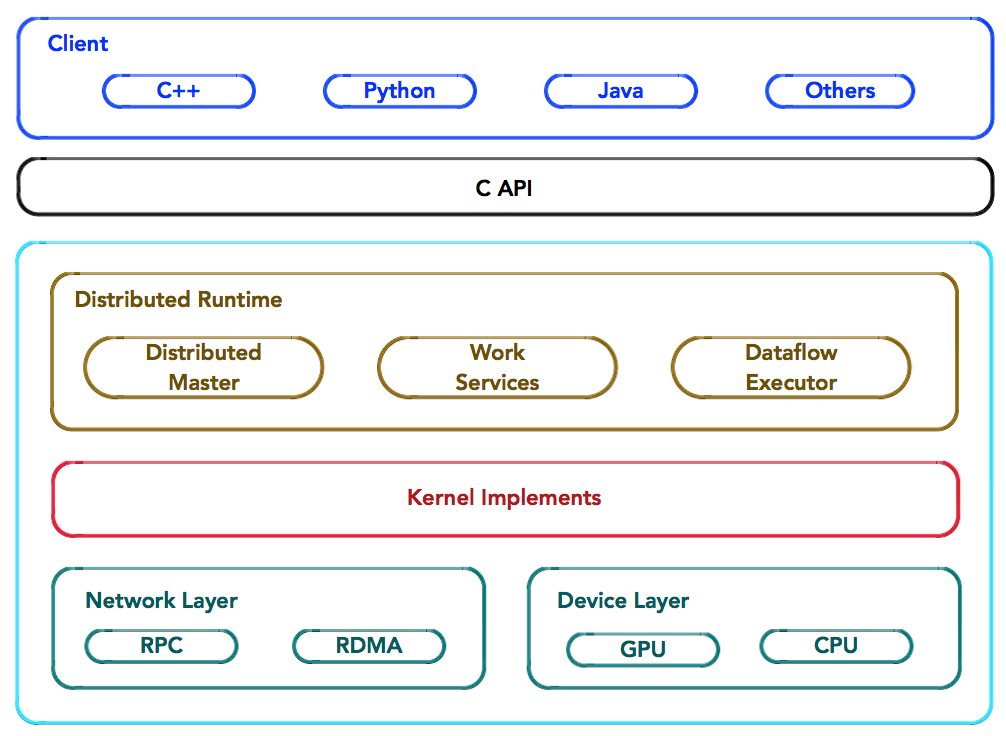 Client
C++
Python
Java
Others
C API
Distributed Runtime
Distributed
Master
Work
Services
Dataflow
Executor
Kernel Implements
Network Layer
RPC
RDMA
Device Layer
GPU
CPU